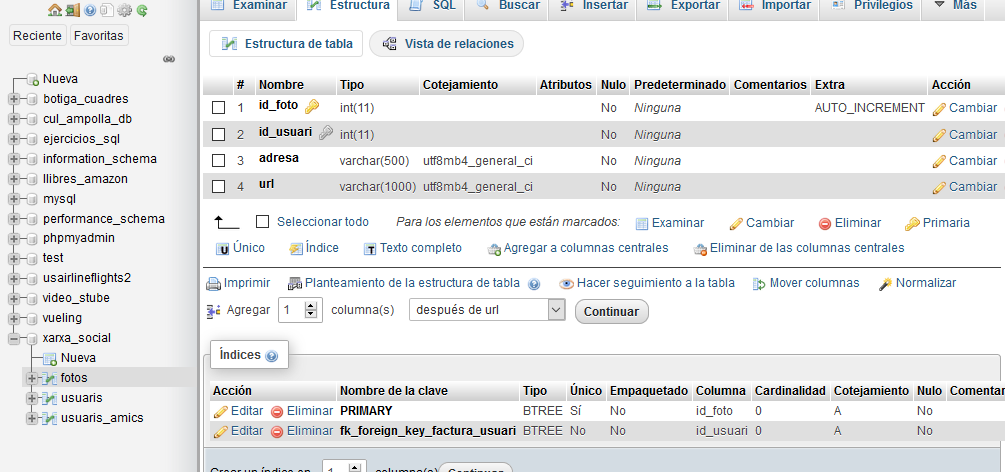 Examinar Estructura SQL Buscar Insertar Exportar Importar Privilegios Más
Reciente Favoritas
Estructura de tabla Vista de relaciones
Nueva
botiga_cuadres
cul_ampolla_db
ejercicios_sql
information_schema
llibres_amazon
mysql
performance_schema
phpmyadmin
test
usairlineflights2
video_stube
vueling
xarxa_social
Nueva
fotos
usuaris
usuaris_amics
# Nombre Tipo Cotejamiento Atributos Nulo Predeterminado Comentarios Extra Acción
1 id_foto int(11) No Ninguna AUTO_INCREMENT Cambiar
2 id_usuari int(11) No Ninguna Cambiar
3 adresa varchar(500) utf8mb4_general_ci No Ninguna Cambiar
4 url varchar(1000) utf8mb4_general_ci No Ninguna Cambiar
Seleccionar todo Para los elementos que están marcados: Examinar Cambiar Eliminar Primaria
Único Índice Texto completo Agregar a columnas centrales Eliminar de las columnas centrales
Imprimir Planteamiento de la estructura de tabla Hacer seguimiento a la tabla Mover columnas Normalizar
Agregar 1 columna(s) después de url Continuar
Índices
Acción Nombre de la clave Tipo Único Empaquetado Columna Cardinalidad Cotejamiento Nulo Comentar
Editar Eliminar PRIMARY BTREE Sí No id_foto 0 A No
Editar Eliminar fk_foreign_key_factura_usuari BTREE No No id_usuari 0 A No
Crear un índice en 1 columna(s) Continuar